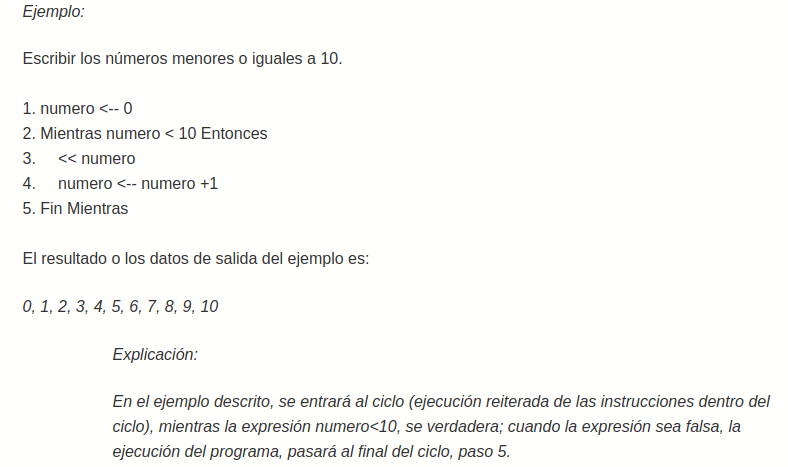 Ejemplo:
Escribir los números menores o iguales a 10.
1. numero <-- 0
2. Mientras numero < 10 Entonces
3. << numero
4. numero <-- numero +1
5. Fin Mientras
El resultado o los datos de salida del ejemplo es:
0, 1, 2, 3, 4, 5, 6, 7, 8, 9, 10
Explicación:
En el ejemplo descrito, se entrará al ciclo (ejecución reiterada de las instrucciones dentro del
ciclo), mientras la expresión numero<10, se verdadera; cuando la expresión sea falsa, la
ejecución del programa, pasará al final del ciclo, paso 5.